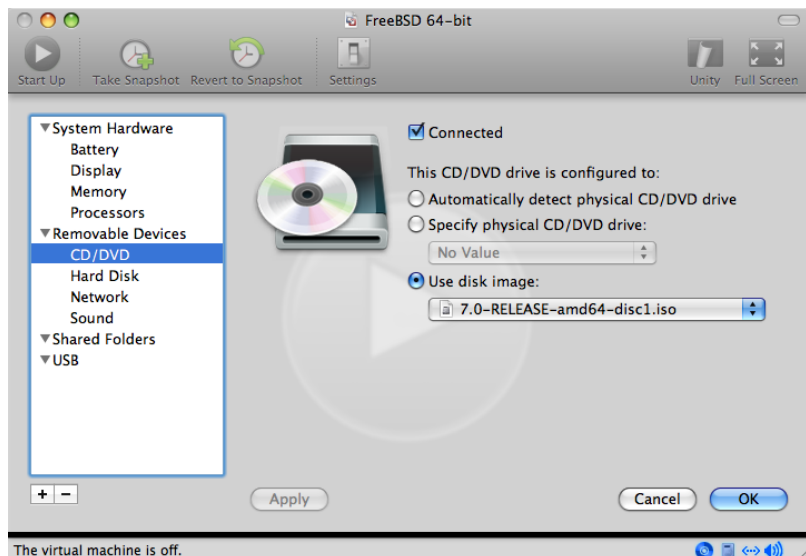 FreeBSD 64-bit
Start Up
Take Snapshot
Revert to Snapshot
Settings
Unity
Full Screen
System Hardware
Battery
Display
Memory
Processors
Removable Devices
CD/DVD
Hard Disk
Network
Sound
Shared Folders
USB
Connected
This CD/DVD drive is configured to:
Automatically detect physical CD/DVD drive
Specify physical CD/DVD drive:
No Value
Use disk image:
7.0-RELEASE-amd64-disc1.iso
Apply
Cancel
OK
The virtual machine is off.